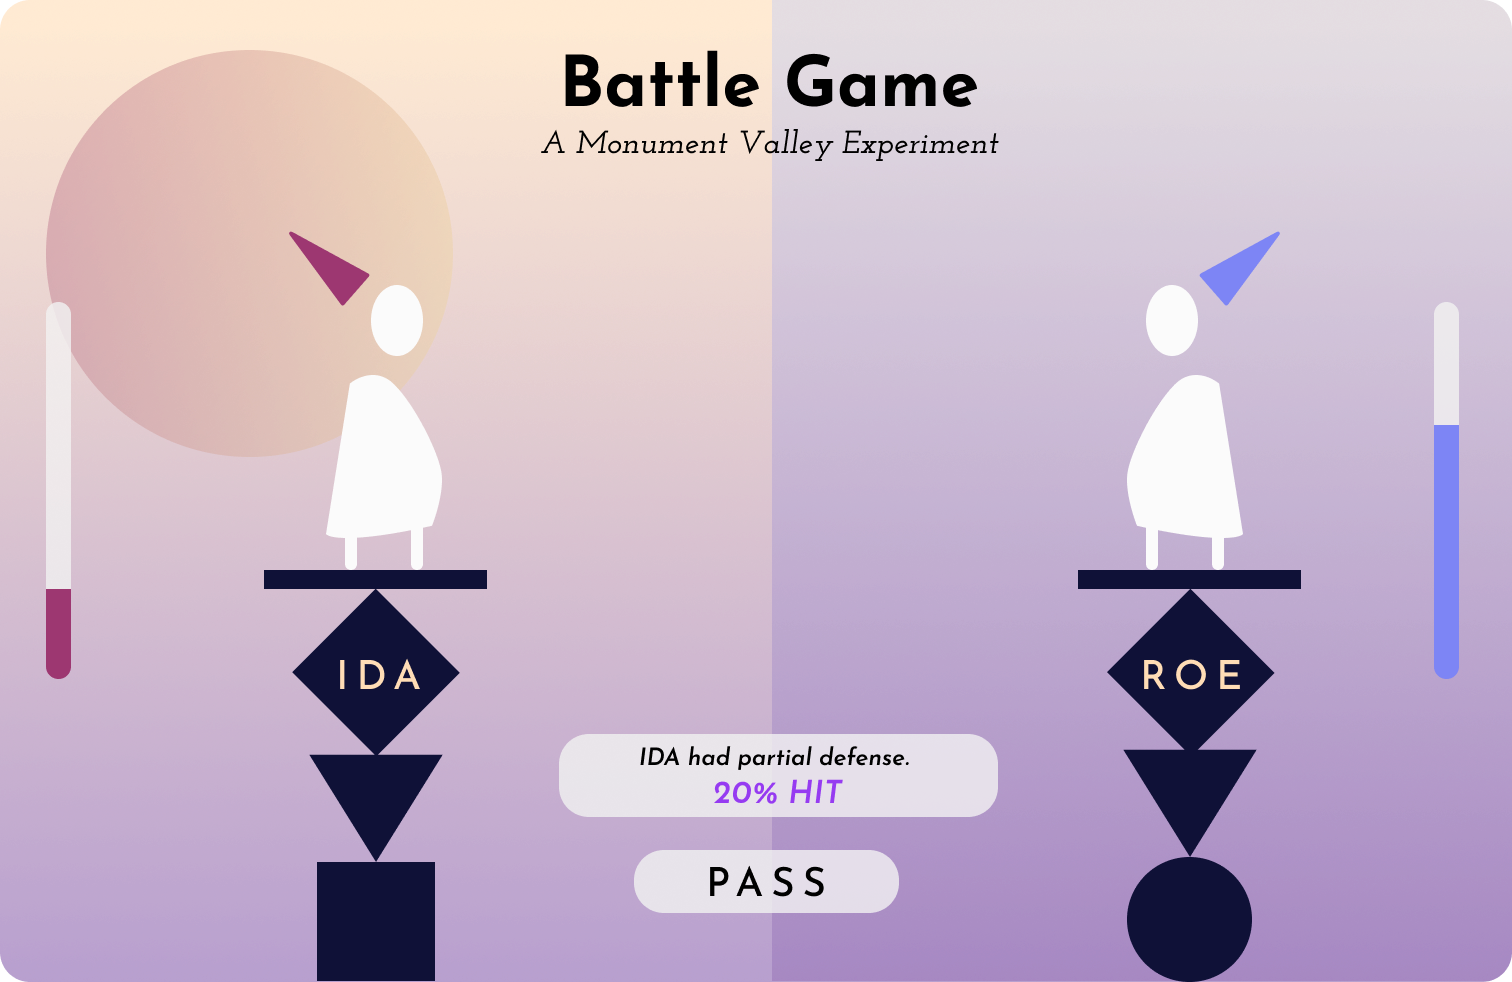 Battle Game
A Monument Valley Experiment
IDA
ROE
IDA had partial defense.
20% HIT
PASS